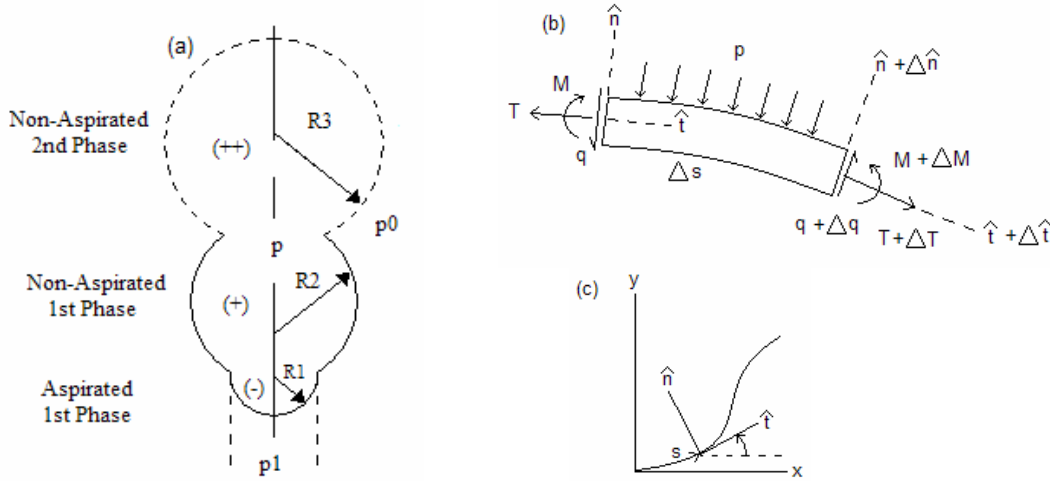 (a)
Non-Aspirated
2nd Phase
(++)
R3
p0
p
Non-Aspirated
1st Phase
(+)
R2
Aspirated
1st Phase
(-)
R1
p1
(b)
n̂
p
n̂ + Δn̂
M
T
t̂
q
Δs
M + ΔM
q + Δq
T + ΔT
t̂ + Δt̂
(c)
y
n̂
t̂
s
x